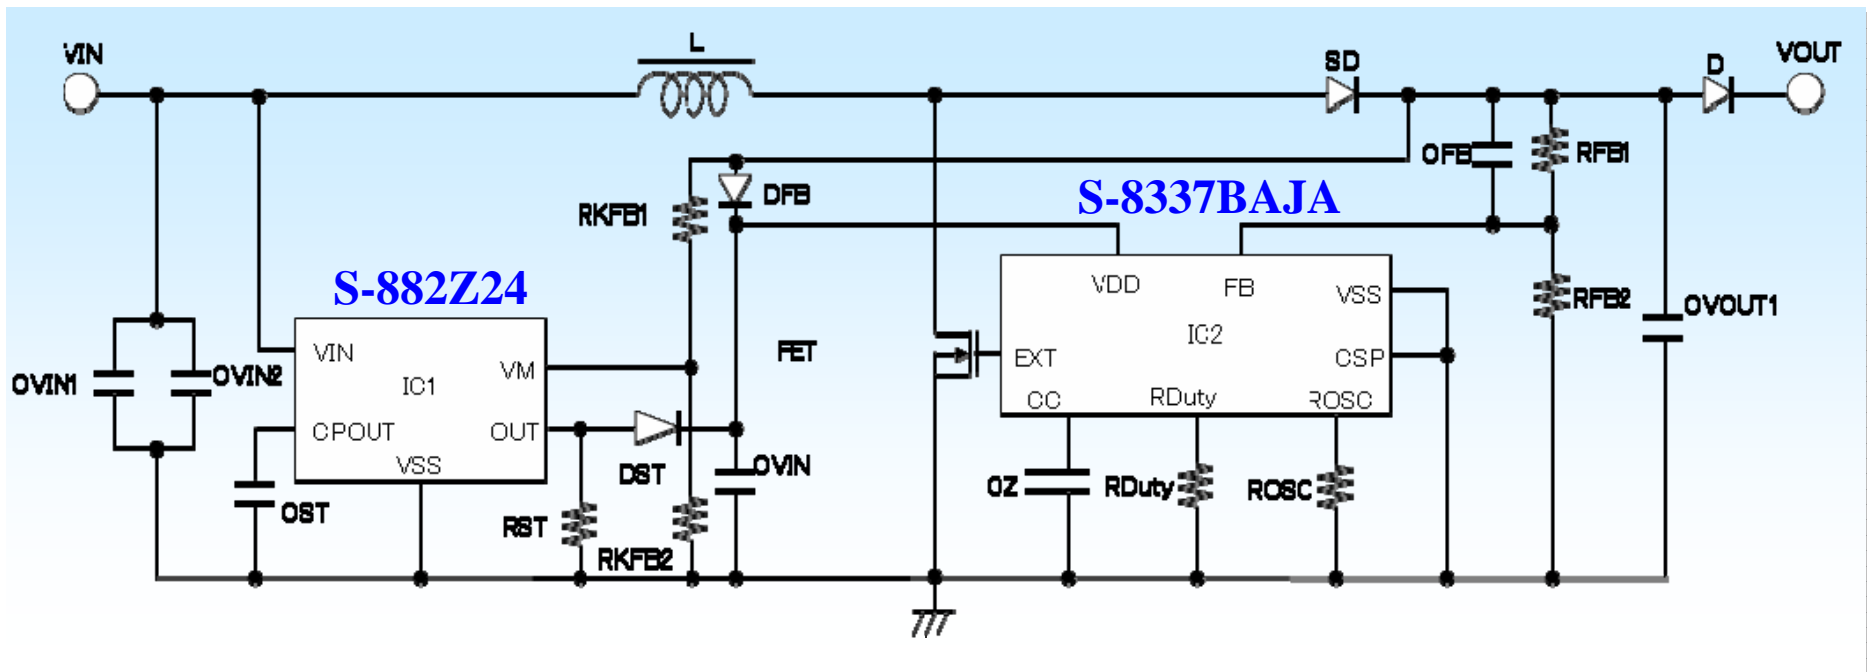 VIN
L
SD
D
VOUT
OFB
RFB1
DFB
RKFB1
S-8337BAJA
S-882Z24
VDD
FB
VSS
RFB2
OVOUT1
IC2
VIN
VM
FET
EXT
CSP
OVIN1
OVIN2
IC1
CC
RDuty
ROSC
CPOUT
OUT
VSS
DST
OVIN
OZ
RDuty
ROSC
OST
RST
RKFB2